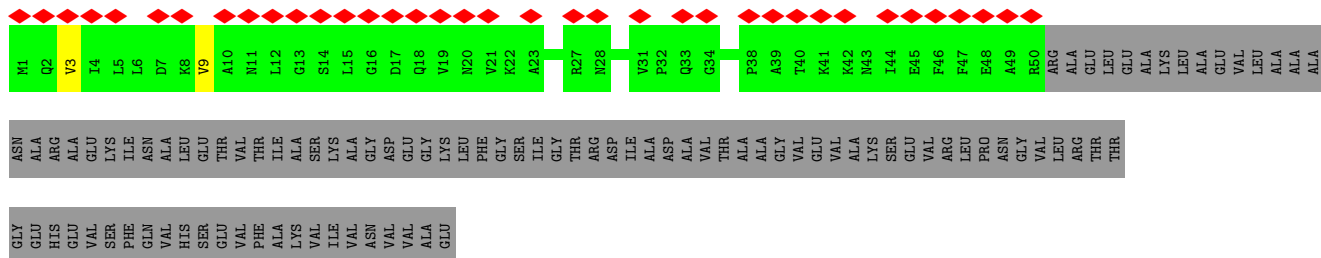 M1 Q2 V3 I4 L5 L6 D7 K8 V9 A10 N11 L12 G13 S14 L15 G16 D17 Q18 V19 N20 V21 K22 A23 R27 N28 V31 P32 Q33 G34 P38 A39 T40 K41 K42 N43 I44 E45 F46 F47 E48 A49 R50 ARG ALA GLU LEU GLU ALA LYS LEU ALA GLU VAL LEU ALA ALA ALA
ASN ALA ARG ALA GLU LYS ILE ASN ALA LEU GLU THR VAL THR ILE ALA SER LYS ALA GLY ASP GLU GLY LYS LEU PHE GLY SER ILE GLY THR ARG ASP ILE ALA ASP ALA VAL THR ALA ALA GLY VAL GLU VAL ALA LYS SER GLU VAL ARG LEU PRO ASN GLY VAL LEU ARG THR THR
GLY GLU HIS GLU VAL SER PHE GLN VAL HIS SER GLU VAL PHE ALA LYS VAL ILE VAL ASN VAL VAL ALA GLU